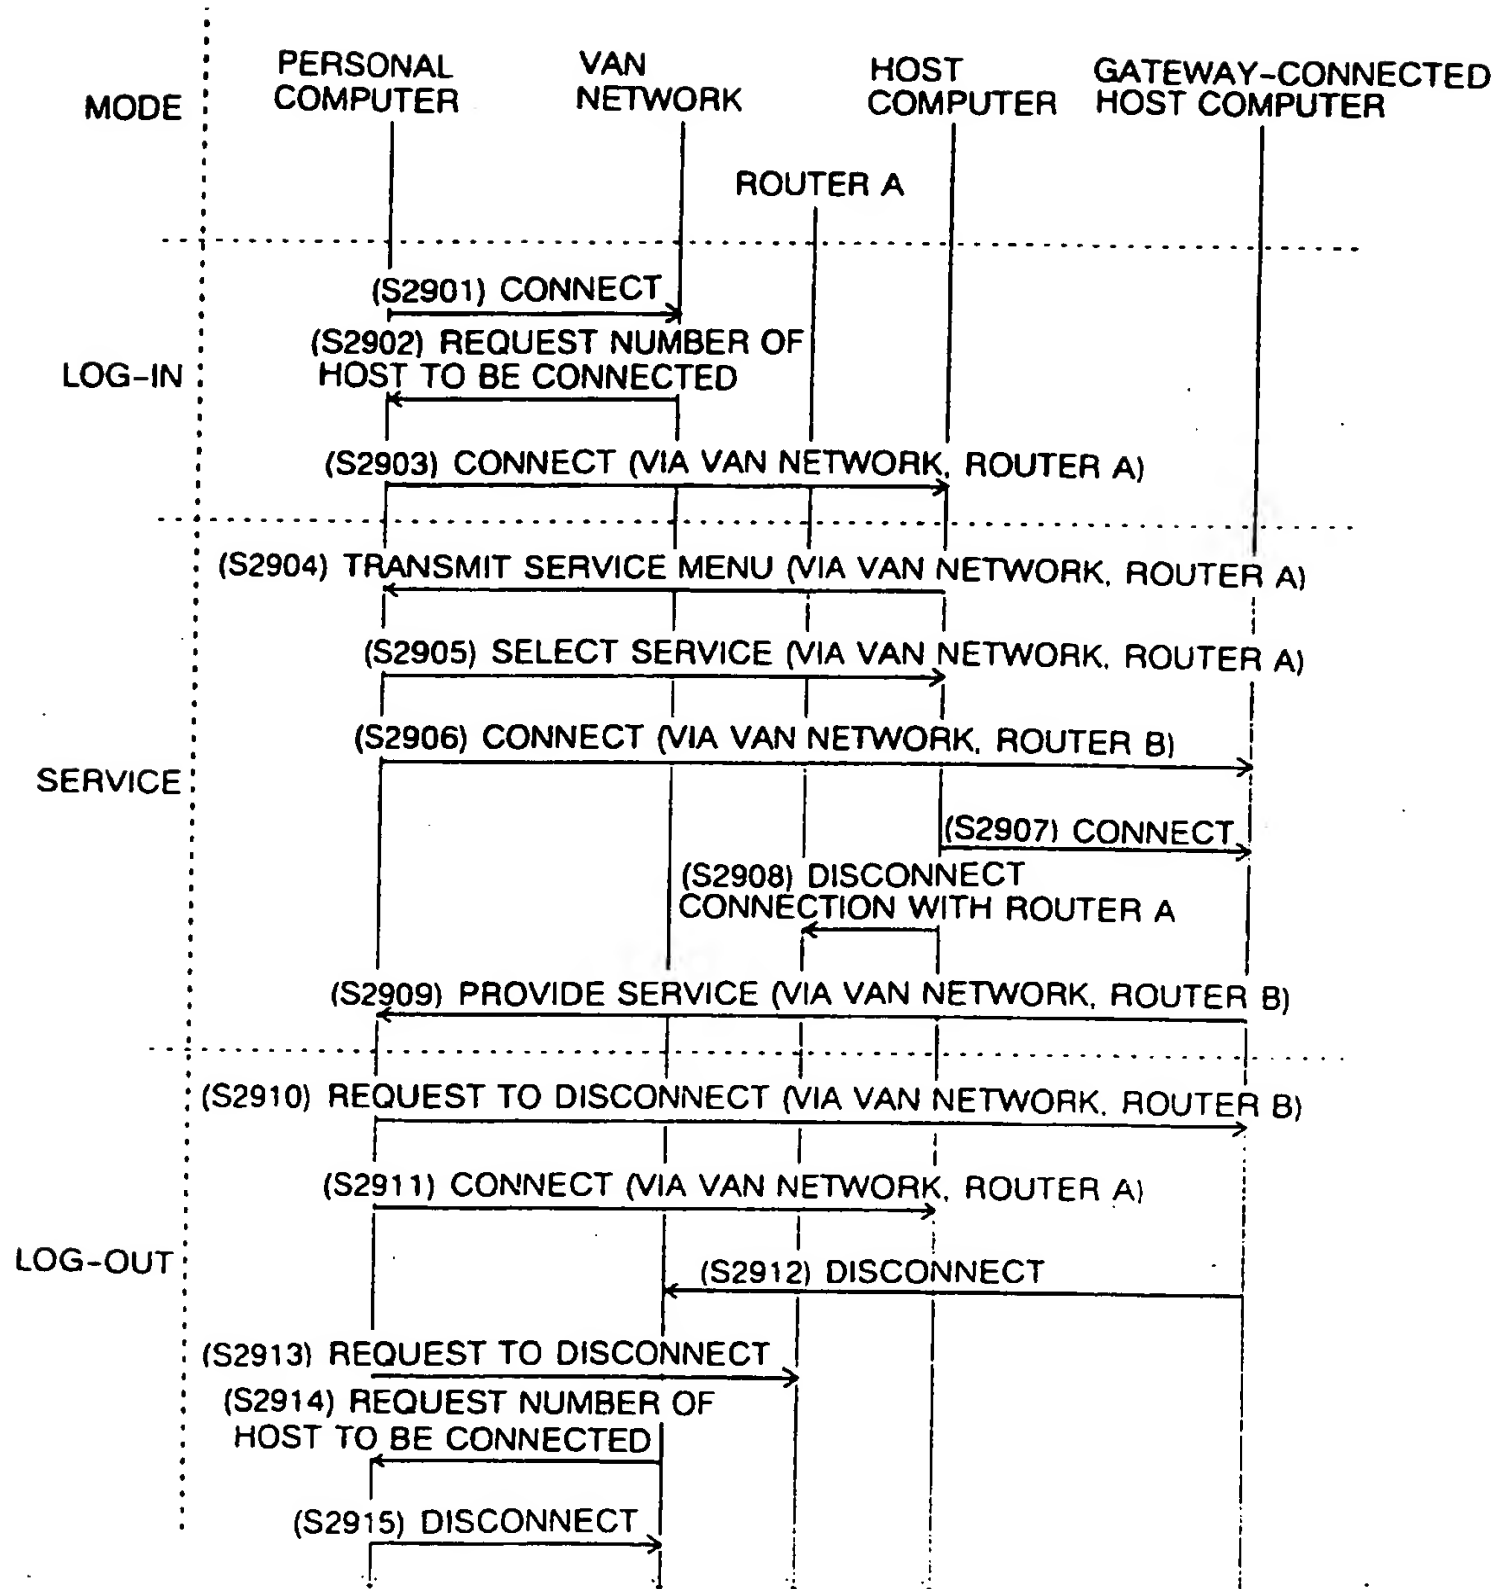 MODE
PERSONAL
COMPUTER
VAN
NETWORK
HOST
COMPUTER
GATEWAY-CONNECTED
HOST COMPUTER
ROUTER A
LOG-IN
(S2901) CONNECT
(S2902) REQUEST NUMBER OF
HOST TO BE CONNECTED
(S2903) CONNECT (VIA VAN NETWORK, ROUTER A)
SERVICE
(S2904) TRANSMIT SERVICE MENU (VIA VAN NETWORK, ROUTER A)
(S2905) SELECT SERVICE (VIA VAN NETWORK, ROUTER A)
(S2906) CONNECT (VIA VAN NETWORK, ROUTER B)
(S2907) CONNECT
(S2908) DISCONNECT
CONNECTION WITH ROUTER A
(S2909) PROVIDE SERVICE (VIA VAN NETWORK, ROUTER B)
LOG-OUT
(S2910) REQUEST TO DISCONNECT (VIA VAN NETWORK, ROUTER B)
(S2911) CONNECT (VIA VAN NETWORK, ROUTER A)
(S2912) DISCONNECT
(S2913) REQUEST TO DISCONNECT
(S2914) REQUEST NUMBER OF
HOST TO BE CONNECTED
(S2915) DISCONNECT